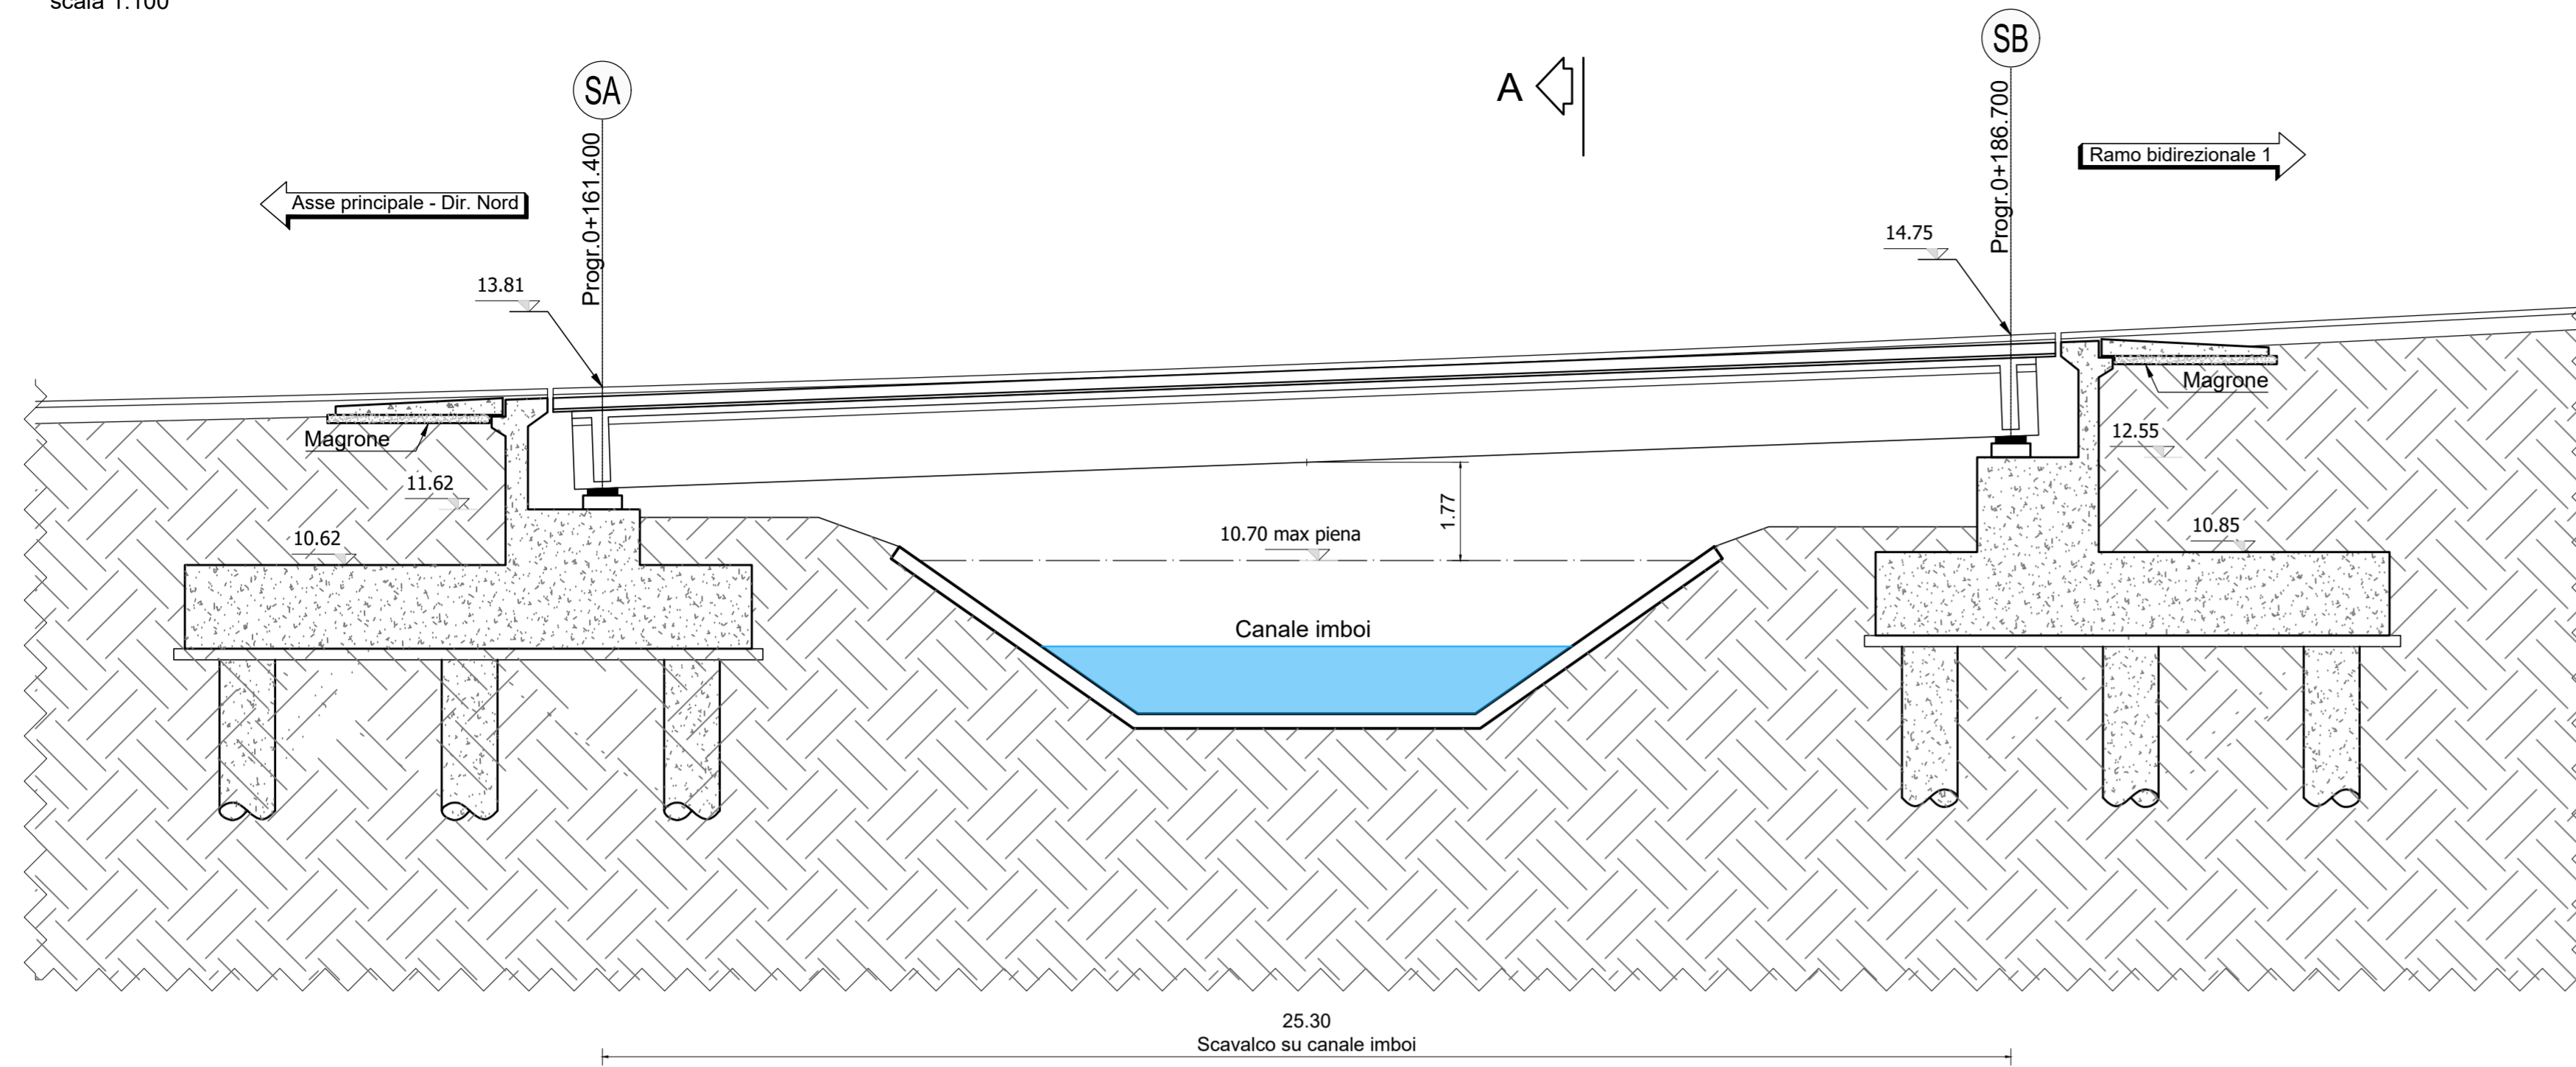 scala 1:100
SA
Progr.0+161.400
A
SB
Progr.0+186.700
Asse principale - Dir. Nord
Ramo bidirezionale 1
13.81
14.75
Magrone
Magrone
11.62
12.55
10.62
10.85
1.77
10.70 max piena
Canale imboi
25.30
Scavalco su canale imboi